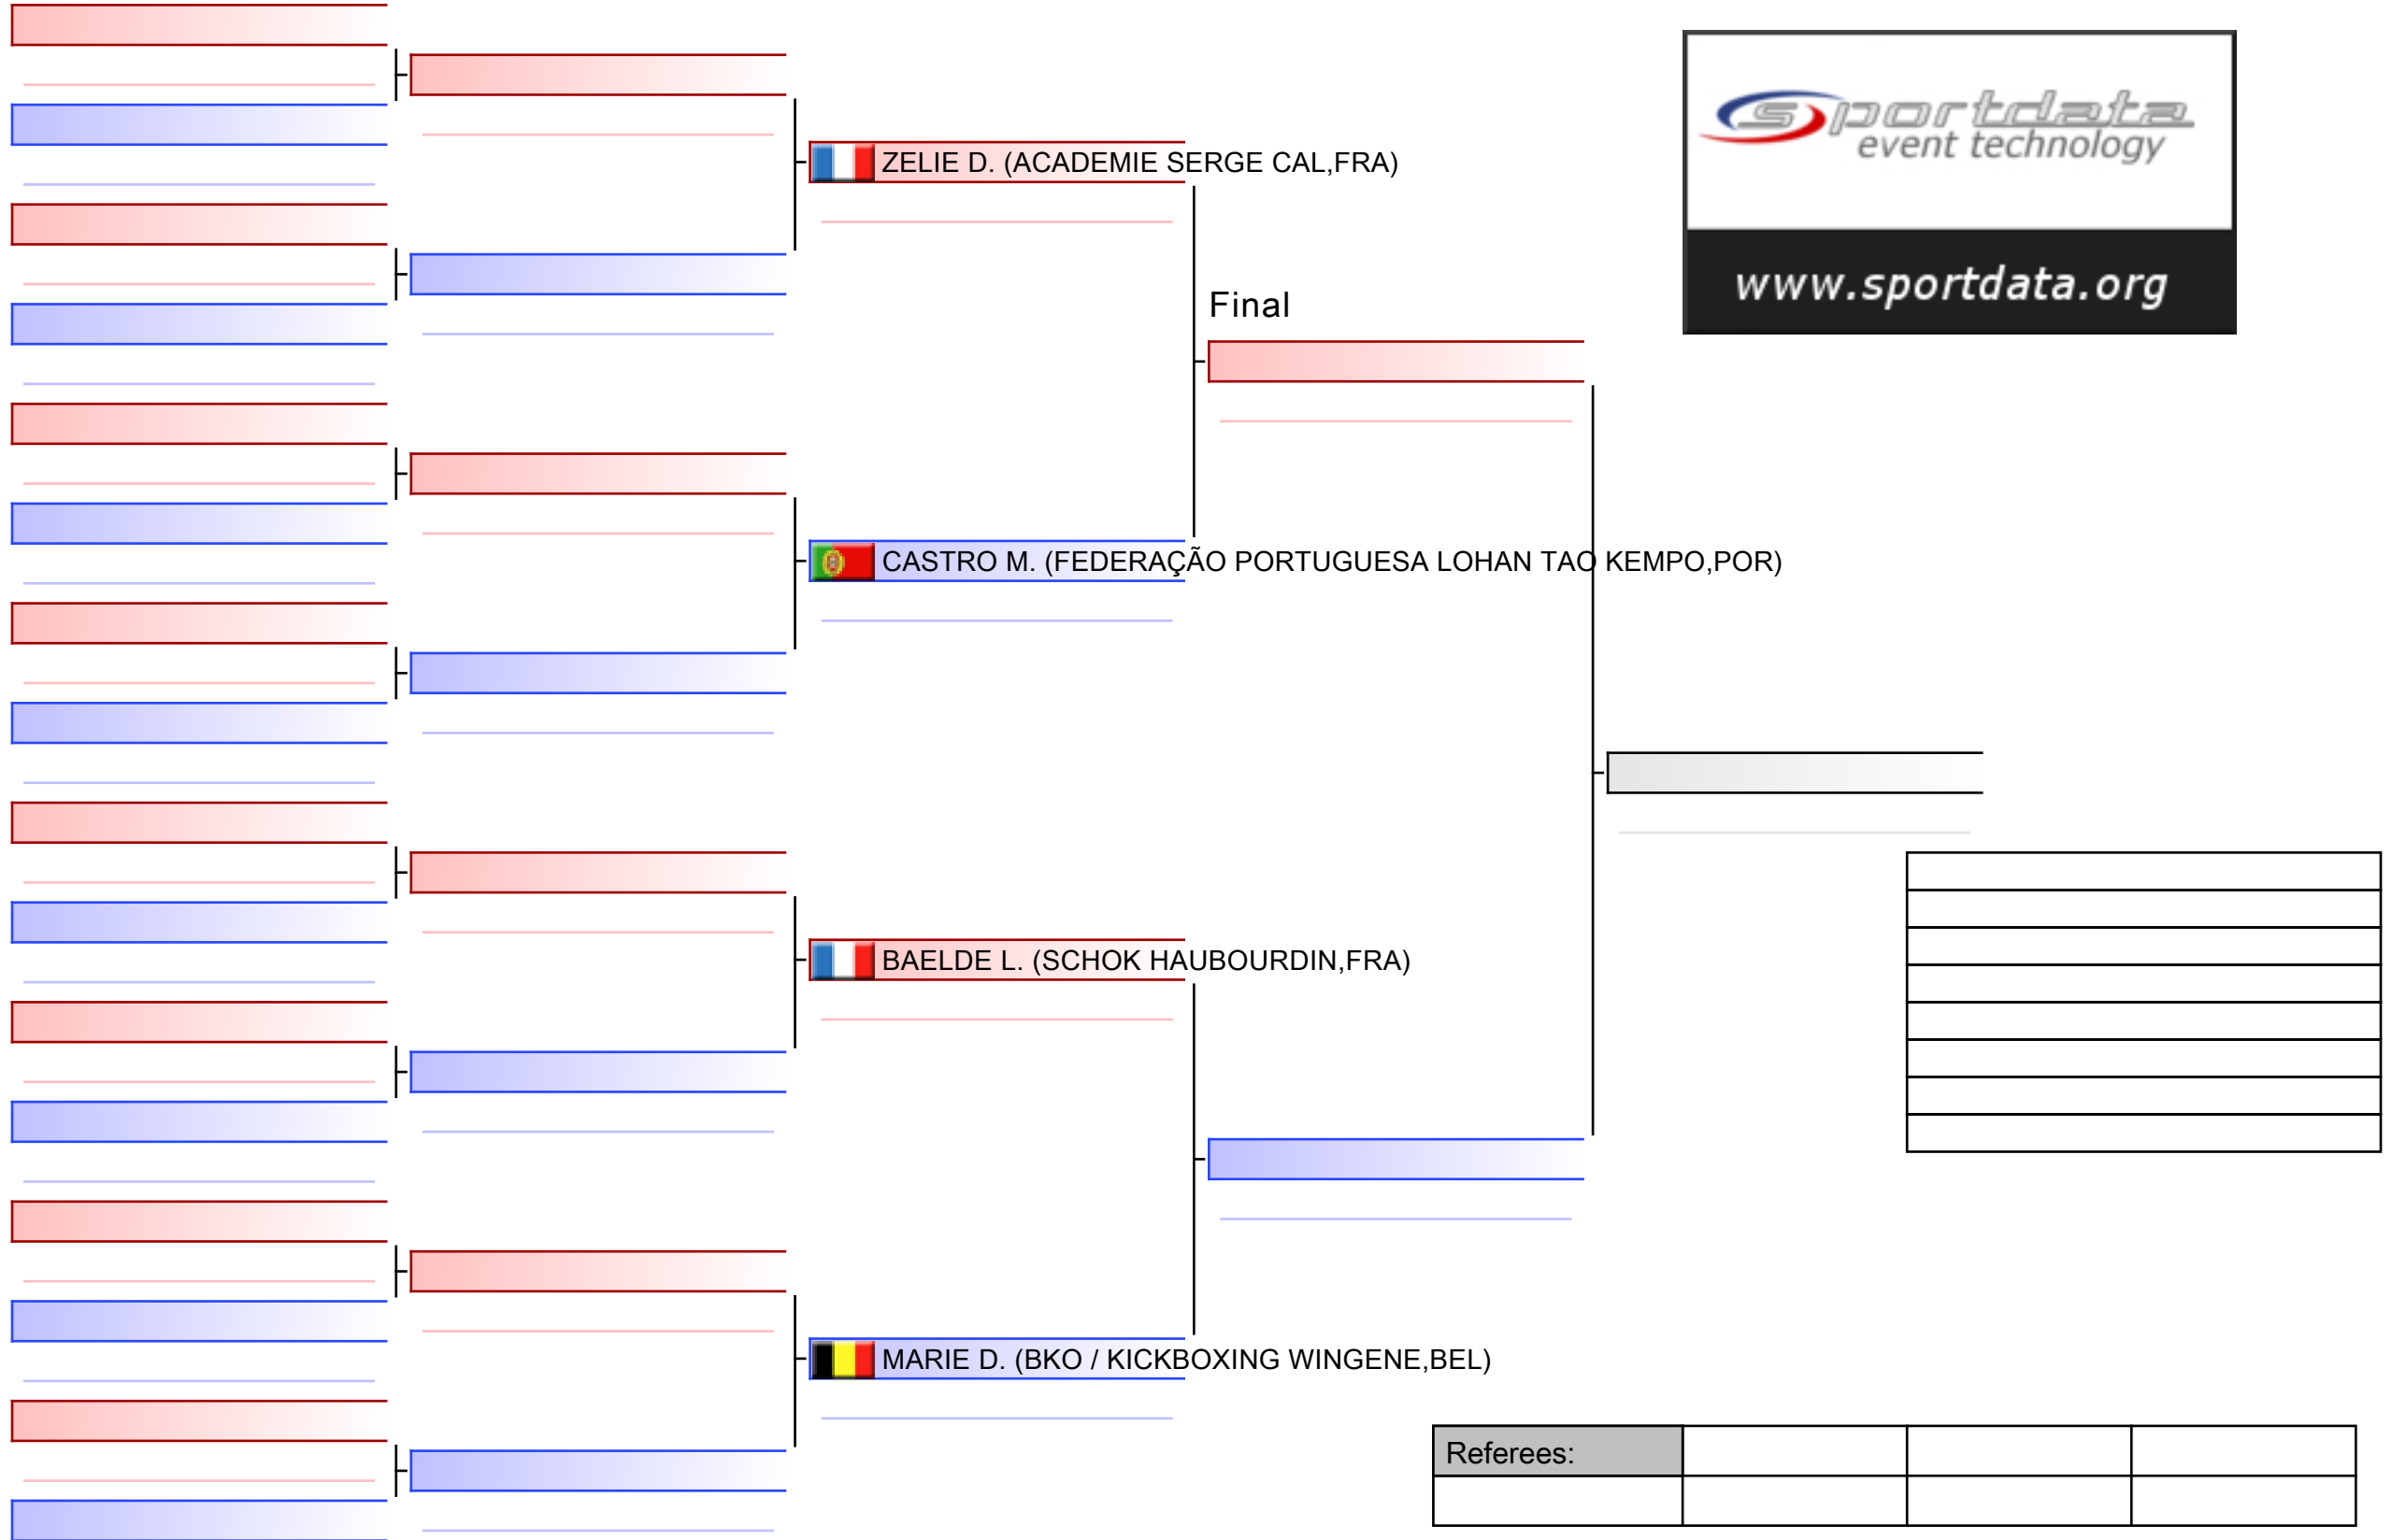 sportdata
event technology
www.sportdata.org
ZELIE D. (ACADEMIE SERGE CAL,FRA)
Final
CASTRO M. (FEDERAÇÃO PORTUGUESA LOHAN TAO KEMPO,POR)
BAELDE L. (SCHOK HAUBOURDIN,FRA)
MARIE D. (BKO / KICKBOXING WINGENE,BEL)
Referees: